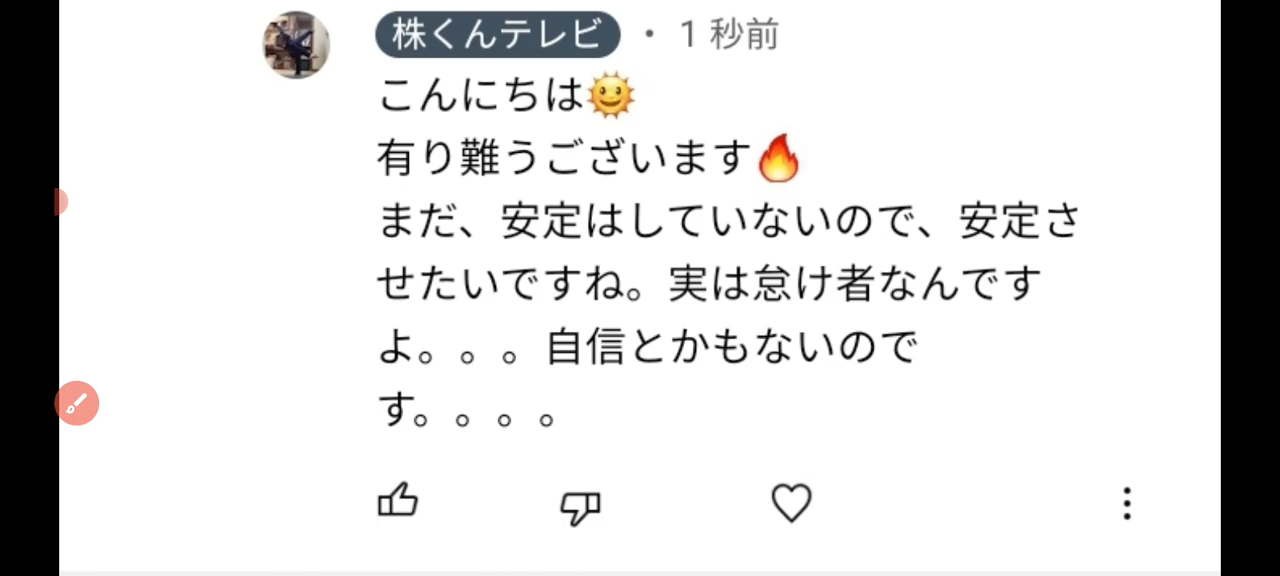 株くんテレビ ・ 1 秒前
こんにちは🌞
有り難うございます🔥
まだ、安定はしていないので、安定さ
せたいですね。実は怠け者なんです
よ。。。自信とかもないので
す。。。。